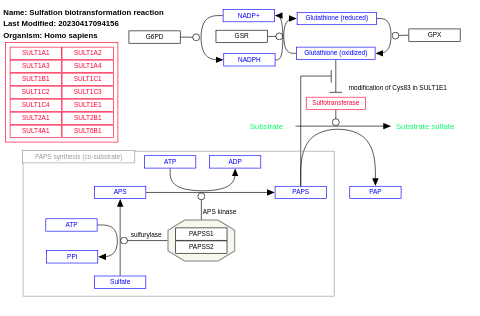 Name: Sulfation biotransformation reaction
Last Modified: 20230417094156
Organism: Homo sapiens
SULT1A1 SULT1A2
SULT1A3 SULT1A4
SULT1B1 SULT1C1
SULT1C2 SULT1C3
SULT1C4 SULT1E1
SULT2A1 SULT2B1
SULT4A1 SULT6B1
G6PD
NADP+
GSR
NADPH
Glutathione (reduced)
Glutathione (oxidized)
GPX
modification of Cys83 in SULT1E1
Sulfotransferase
Substrate
Substrate sulfate
PAPS synthesis (co-substrate)
ATP
ADP
APS
PAPS
PAP
APS kinase
ATP
PPi
sulfurylase
PAPSS1
PAPSS2
Sulfate